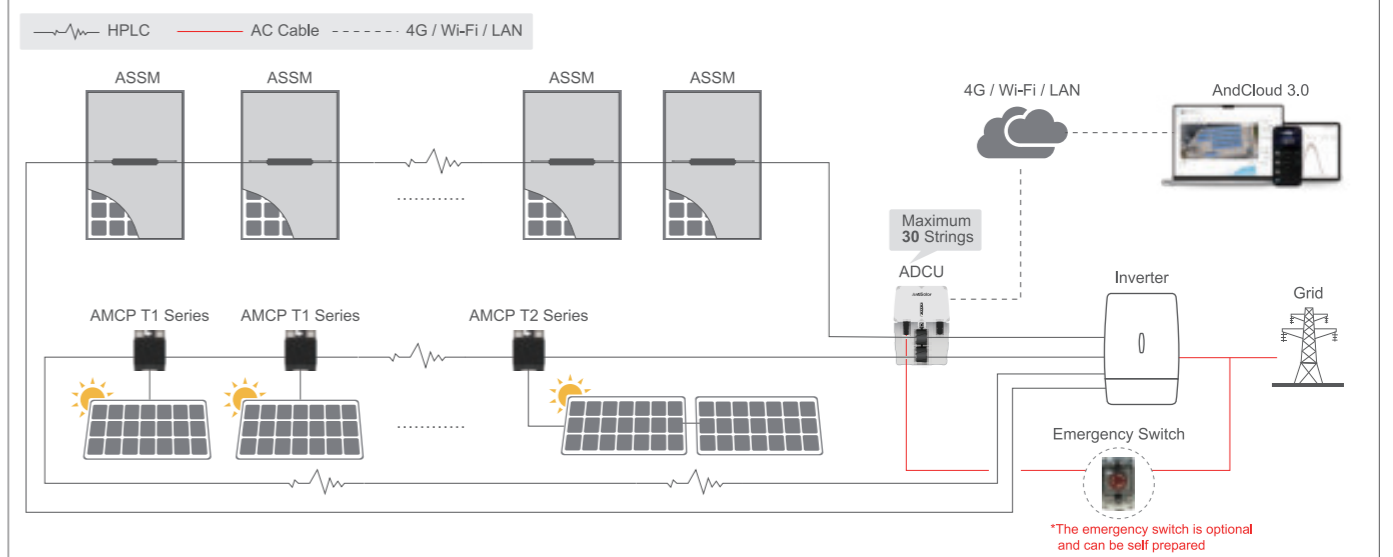 HPLC
AC Cable
4G / Wi-Fi / LAN
ASSM
ASSM
ASSM
ASSM
4G / Wi-Fi / LAN
AndCloud 3.0
Maximum
30 Strings
ADCU
Inverter
Grid
AMCP T1 Series
AMCP T1 Series
AMCP T2 Series
Emergency Switch
*The emergency switch is optional
and can be self prepared